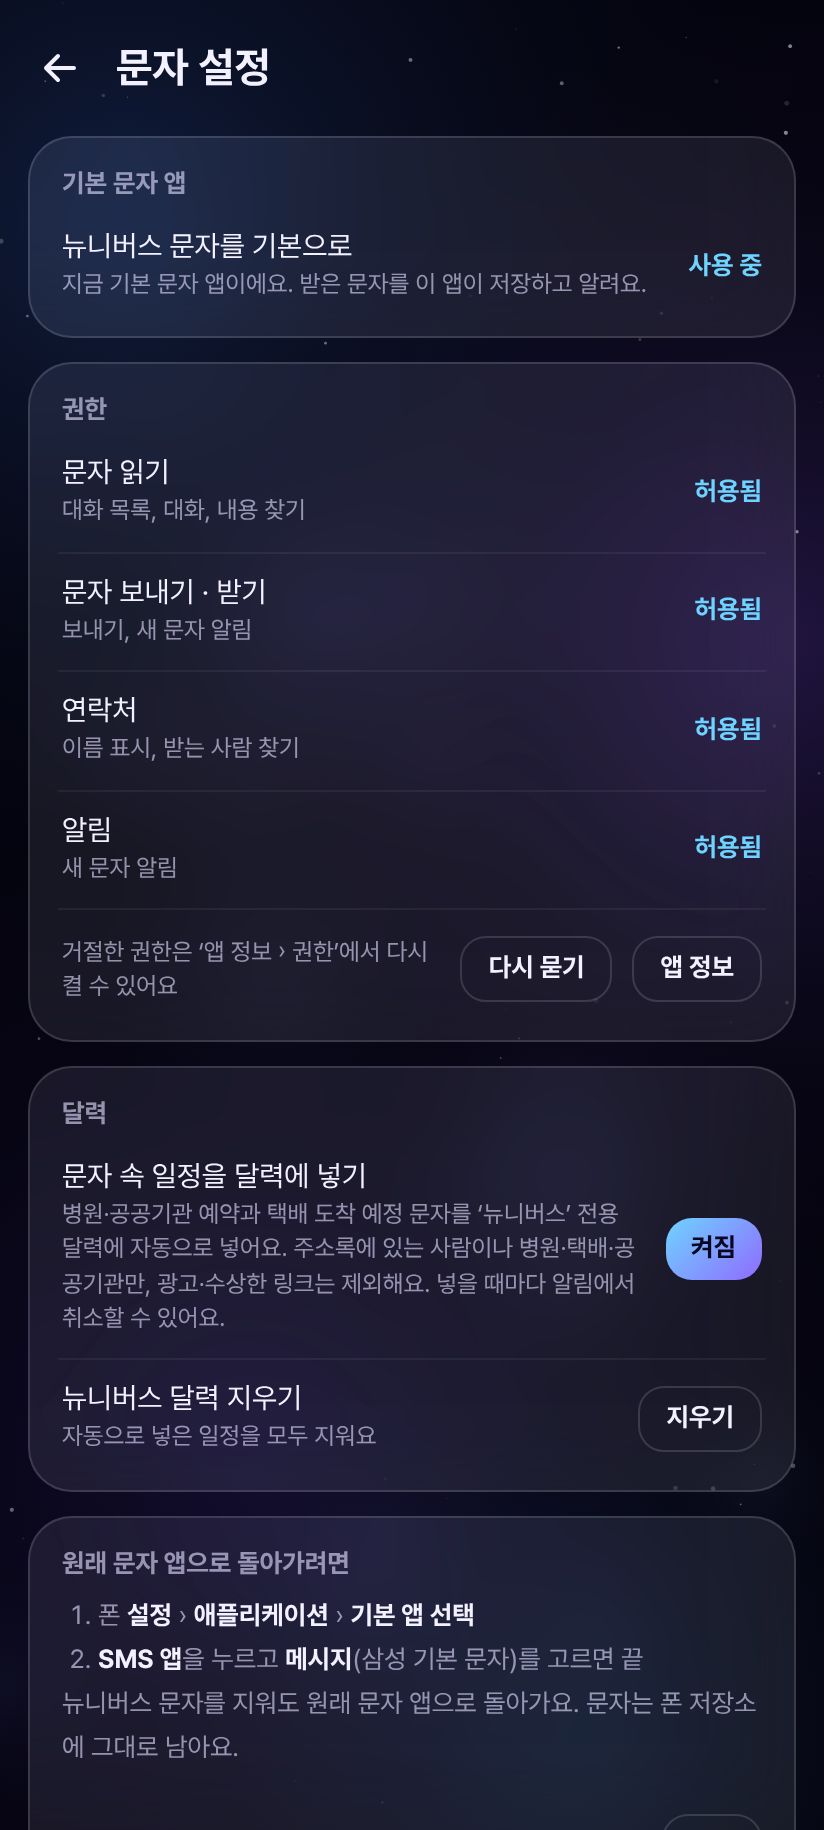 문자 설정
기본 문자 앱
뉴니버스 문자를 기본으로
지금 기본 문자 앱이에요. 받은 문자를 이 앱이 저장하고 알려요.
사용 중
권한
문자 읽기
대화 목록, 대화, 내용 찾기
허용됨
문자 보내기 · 받기
보내기, 새 문자 알림
허용됨
연락처
이름 표시, 받는 사람 찾기
허용됨
알림
새 문자 알림
허용됨
거절한 권한은 ‘앱 정보 › 권한’에서 다시
켤 수 있어요
다시 묻기
앱 정보
달력
문자 속 일정을 달력에 넣기
병원·공공기관 예약과 택배 도착 예정 문자를 ‘뉴니버스’ 전용
달력에 자동으로 넣어요. 주소록에 있는 사람이나 병원·택배·공
공기관만, 광고·수상한 링크는 제외해요. 넣을 때마다 알림에서
취소할 수 있어요.
켜짐
뉴니버스 달력 지우기
자동으로 넣은 일정을 모두 지워요
지우기
원래 문자 앱으로 돌아가려면
1. 폰 설정 › 애플리케이션 › 기본 앱 선택
2. SMS 앱을 누르고 메시지(삼성 기본 문자)를 고르면 끝
뉴니버스 문자를 지워도 원래 문자 앱으로 돌아가요. 문자는 폰 저장소
에 그대로 남아요.